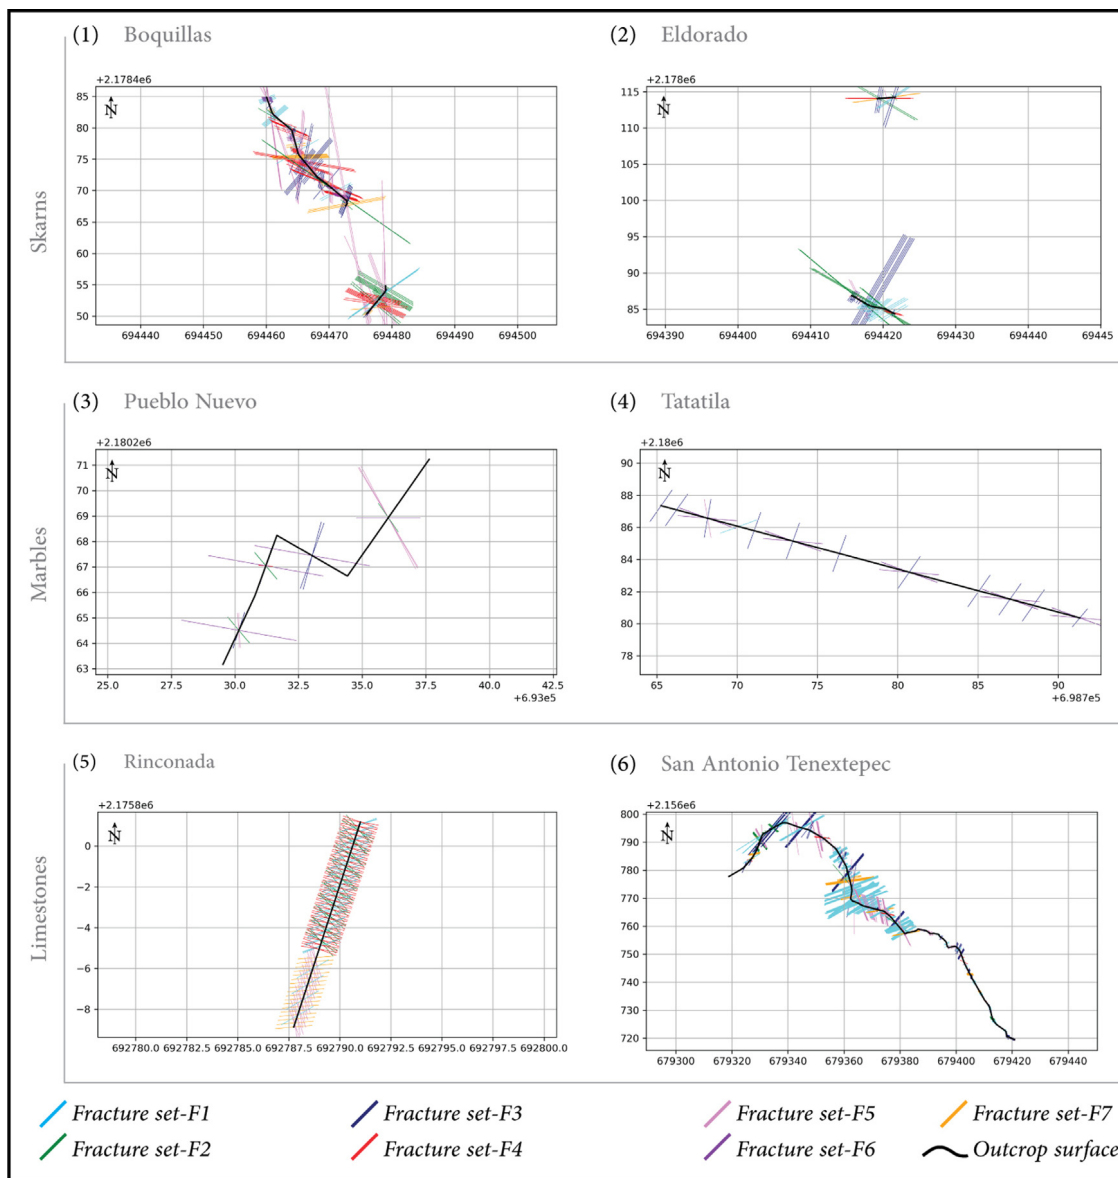 (1) Boquillas
+2.1784e6
N
85
80
75
70
65
60
55
50
694440 694450 694460 694470 694480 694490 694500
(2) Eldorado
+2.178e6
N
115
110
105
100
95
90
85
694390 694400 694410 694420 694430 694440 69445
Skarns
(3) Pueblo Nuevo
+2.1802e6
N
71
70
69
68
67
66
65
64
63
25.0 27.5 30.0 32.5 35.0 37.5 40.0 42.5
+6.93e5
(4) Tatatila
+2.18e6
N
90
88
86
84
82
80
78
65 70 75 80 85 90
+6.987e5
Marbles
(5) Rinconada
+2.1758e6
N
0
−2
−4
−6
−8
692780.0 692782.5 692785.0 692787.5 692790.0 692792.5 692795.0 692797.5 692800.0
(6) San Antonio Tenextepec
+2.156e6
N
800
790
780
770
760
750
740
730
720
679300 679320 679340 679360 679380 679400 679420 679440
Limestones
Fracture set-F1 Fracture set-F3 Fracture set-F5 Fracture set-F7
Fracture set-F2 Fracture set-F4 Fracture set-F6 Outcrop surface